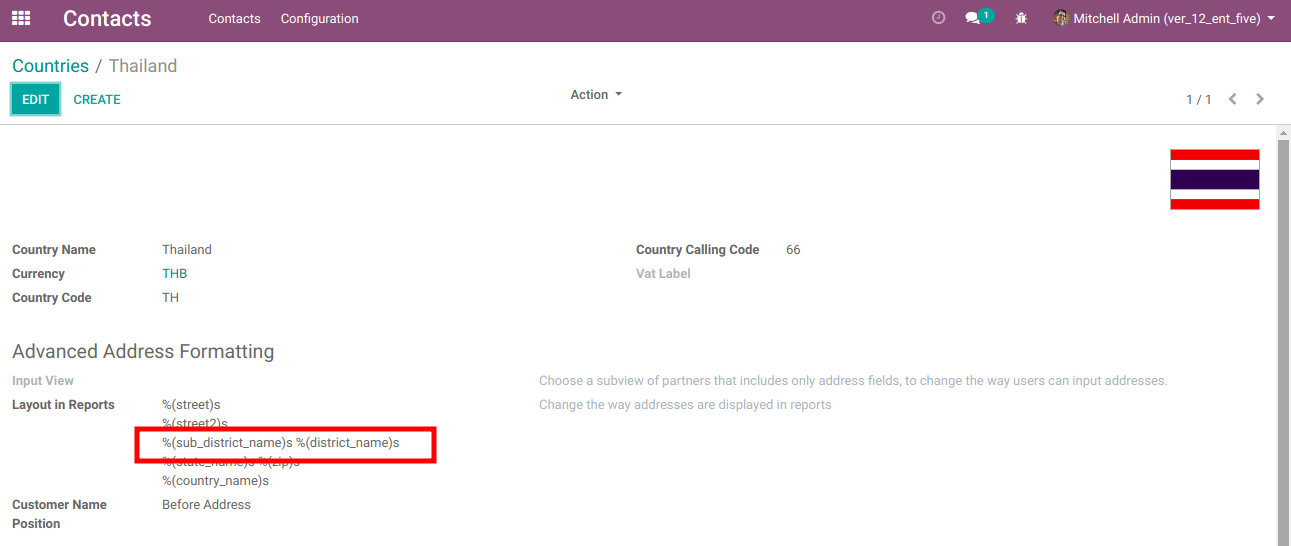 Contacts Contacts Configuration 1 Mitchell Admin (ver_12_ent_five)
Countries / Thailand
EDIT CREATE Action 1 / 1
Country Name Thailand Country Calling Code 66
Currency THB Vat Label
Country Code TH
Advanced Address Formatting
Input View Choose a subview of partners that includes only address fields, to change the way users can input addresses.
Layout in Reports %(street)s Change the way addresses are displayed in reports
%(street2)s
%(sub_district_name)s %(district_name)s
%(state_name)s %(zip)s
%(country_name)s
Customer Name Before Address
Position